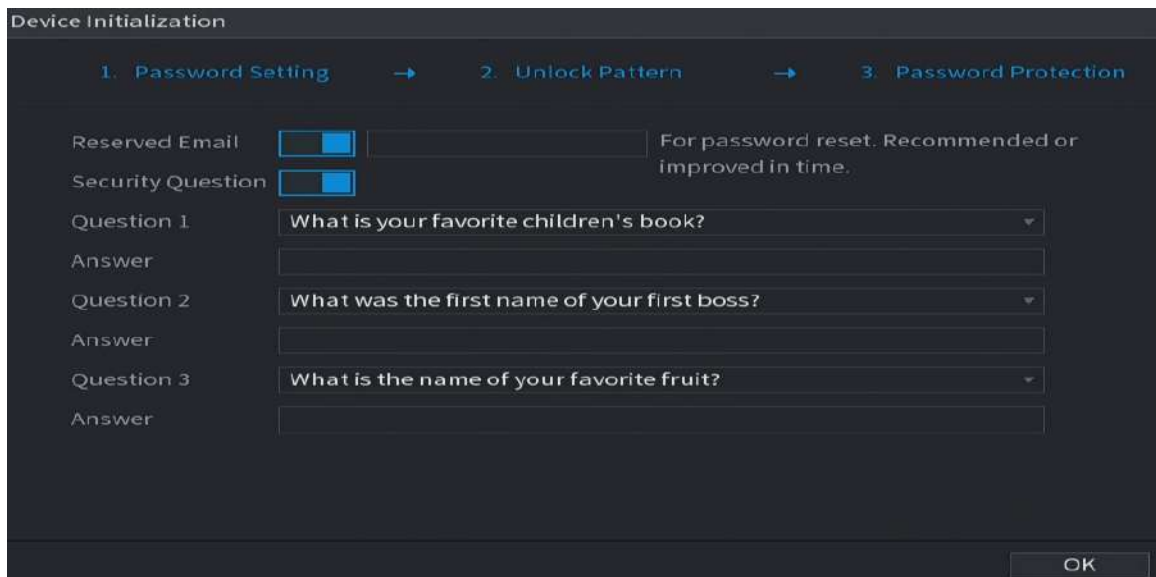 Device Initialization
1. Password Setting → 2. Unlock Pattern → 3. Password Protection
Reserved Email
For password reset. Recommended or
improved in time.
Security Question
Question 1 What is your favorite children's book?
Answer
Question 2 What was the first name of your first boss?
Answer
Question 3 What is the name of your favorite fruit?
Answer
OK